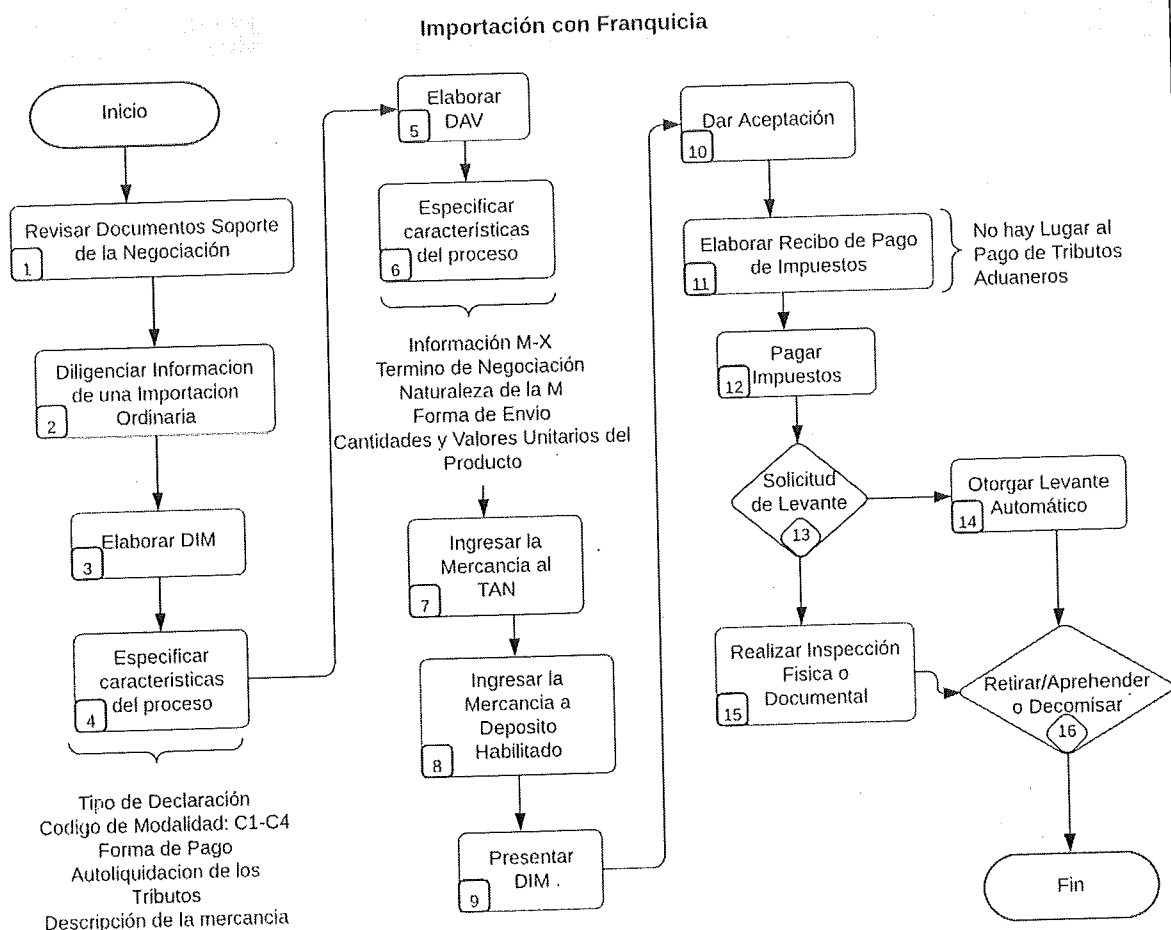 Importación con Franquicia
Inicio
Revisar Documentos Soporte
de la Negociación
1
Diligenciar Informacion
de una Importacion
Ordinaria
2
Elaborar DIM
3
Especificar
caracteristicas
del proceso
4
Tipo de Declaración
Codigo de Modalidad: C1-C4
Forma de Pago
Autoliquidacion de los
Tributos
Descripción de la mercancia
Elaborar
DAV
5
Especificar
características
del proceso
6
Información M-X
Termino de Negociación
Naturaleza de la M
Forma de Envio
Cantidades y Valores Unitarios del
Producto
Ingresar la
Mercancia al
TAN
7
Ingresar la
Mercancia a
Deposito
Habilitado
8
Presentar
DIM .
9
Dar Aceptación
10
Elaborar Recibo de Pago
de Impuestos
11
No hay Lugar al
Pago de Tributos
Aduaneros
Pagar
Impuestos
12
Solicitud
de Levante
13
Otorgar Levante
Automático
14
Realizar Inspección
Fisica o
Documental
15
Retirar/Aprehender
o Decomisar
16
Fin